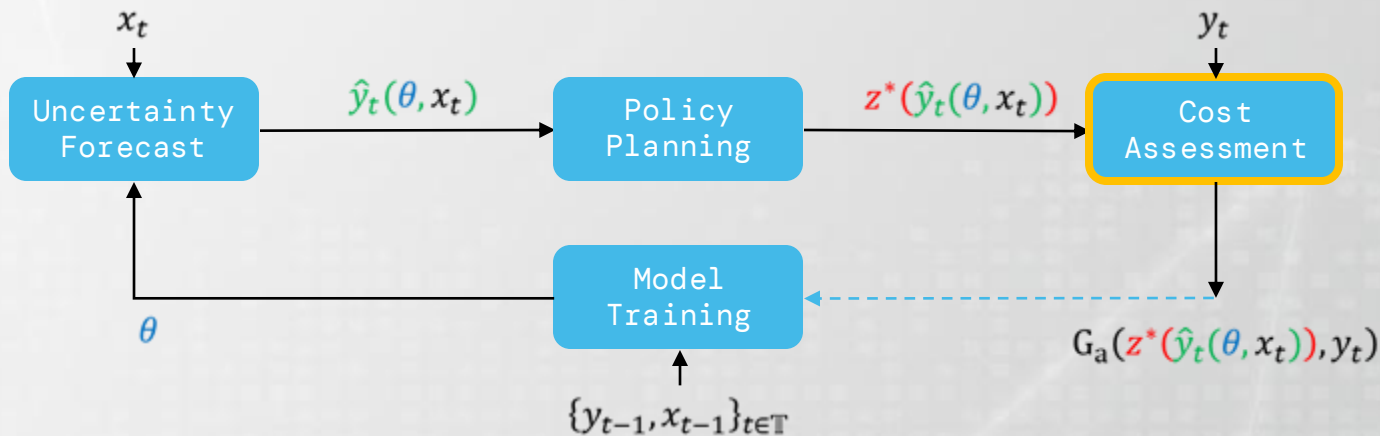 x_t
y_t
Uncertainty
Forecast
ŷ_t(θ, x_t)
Policy
Planning
z*(ŷ_t(θ, x_t))
Cost
Assessment
Model
Training
θ
G_a(z*(ŷ_t(θ, x_t)), y_t)
{y_{t−1}, x_{t−1}}_{t∈𝕋}